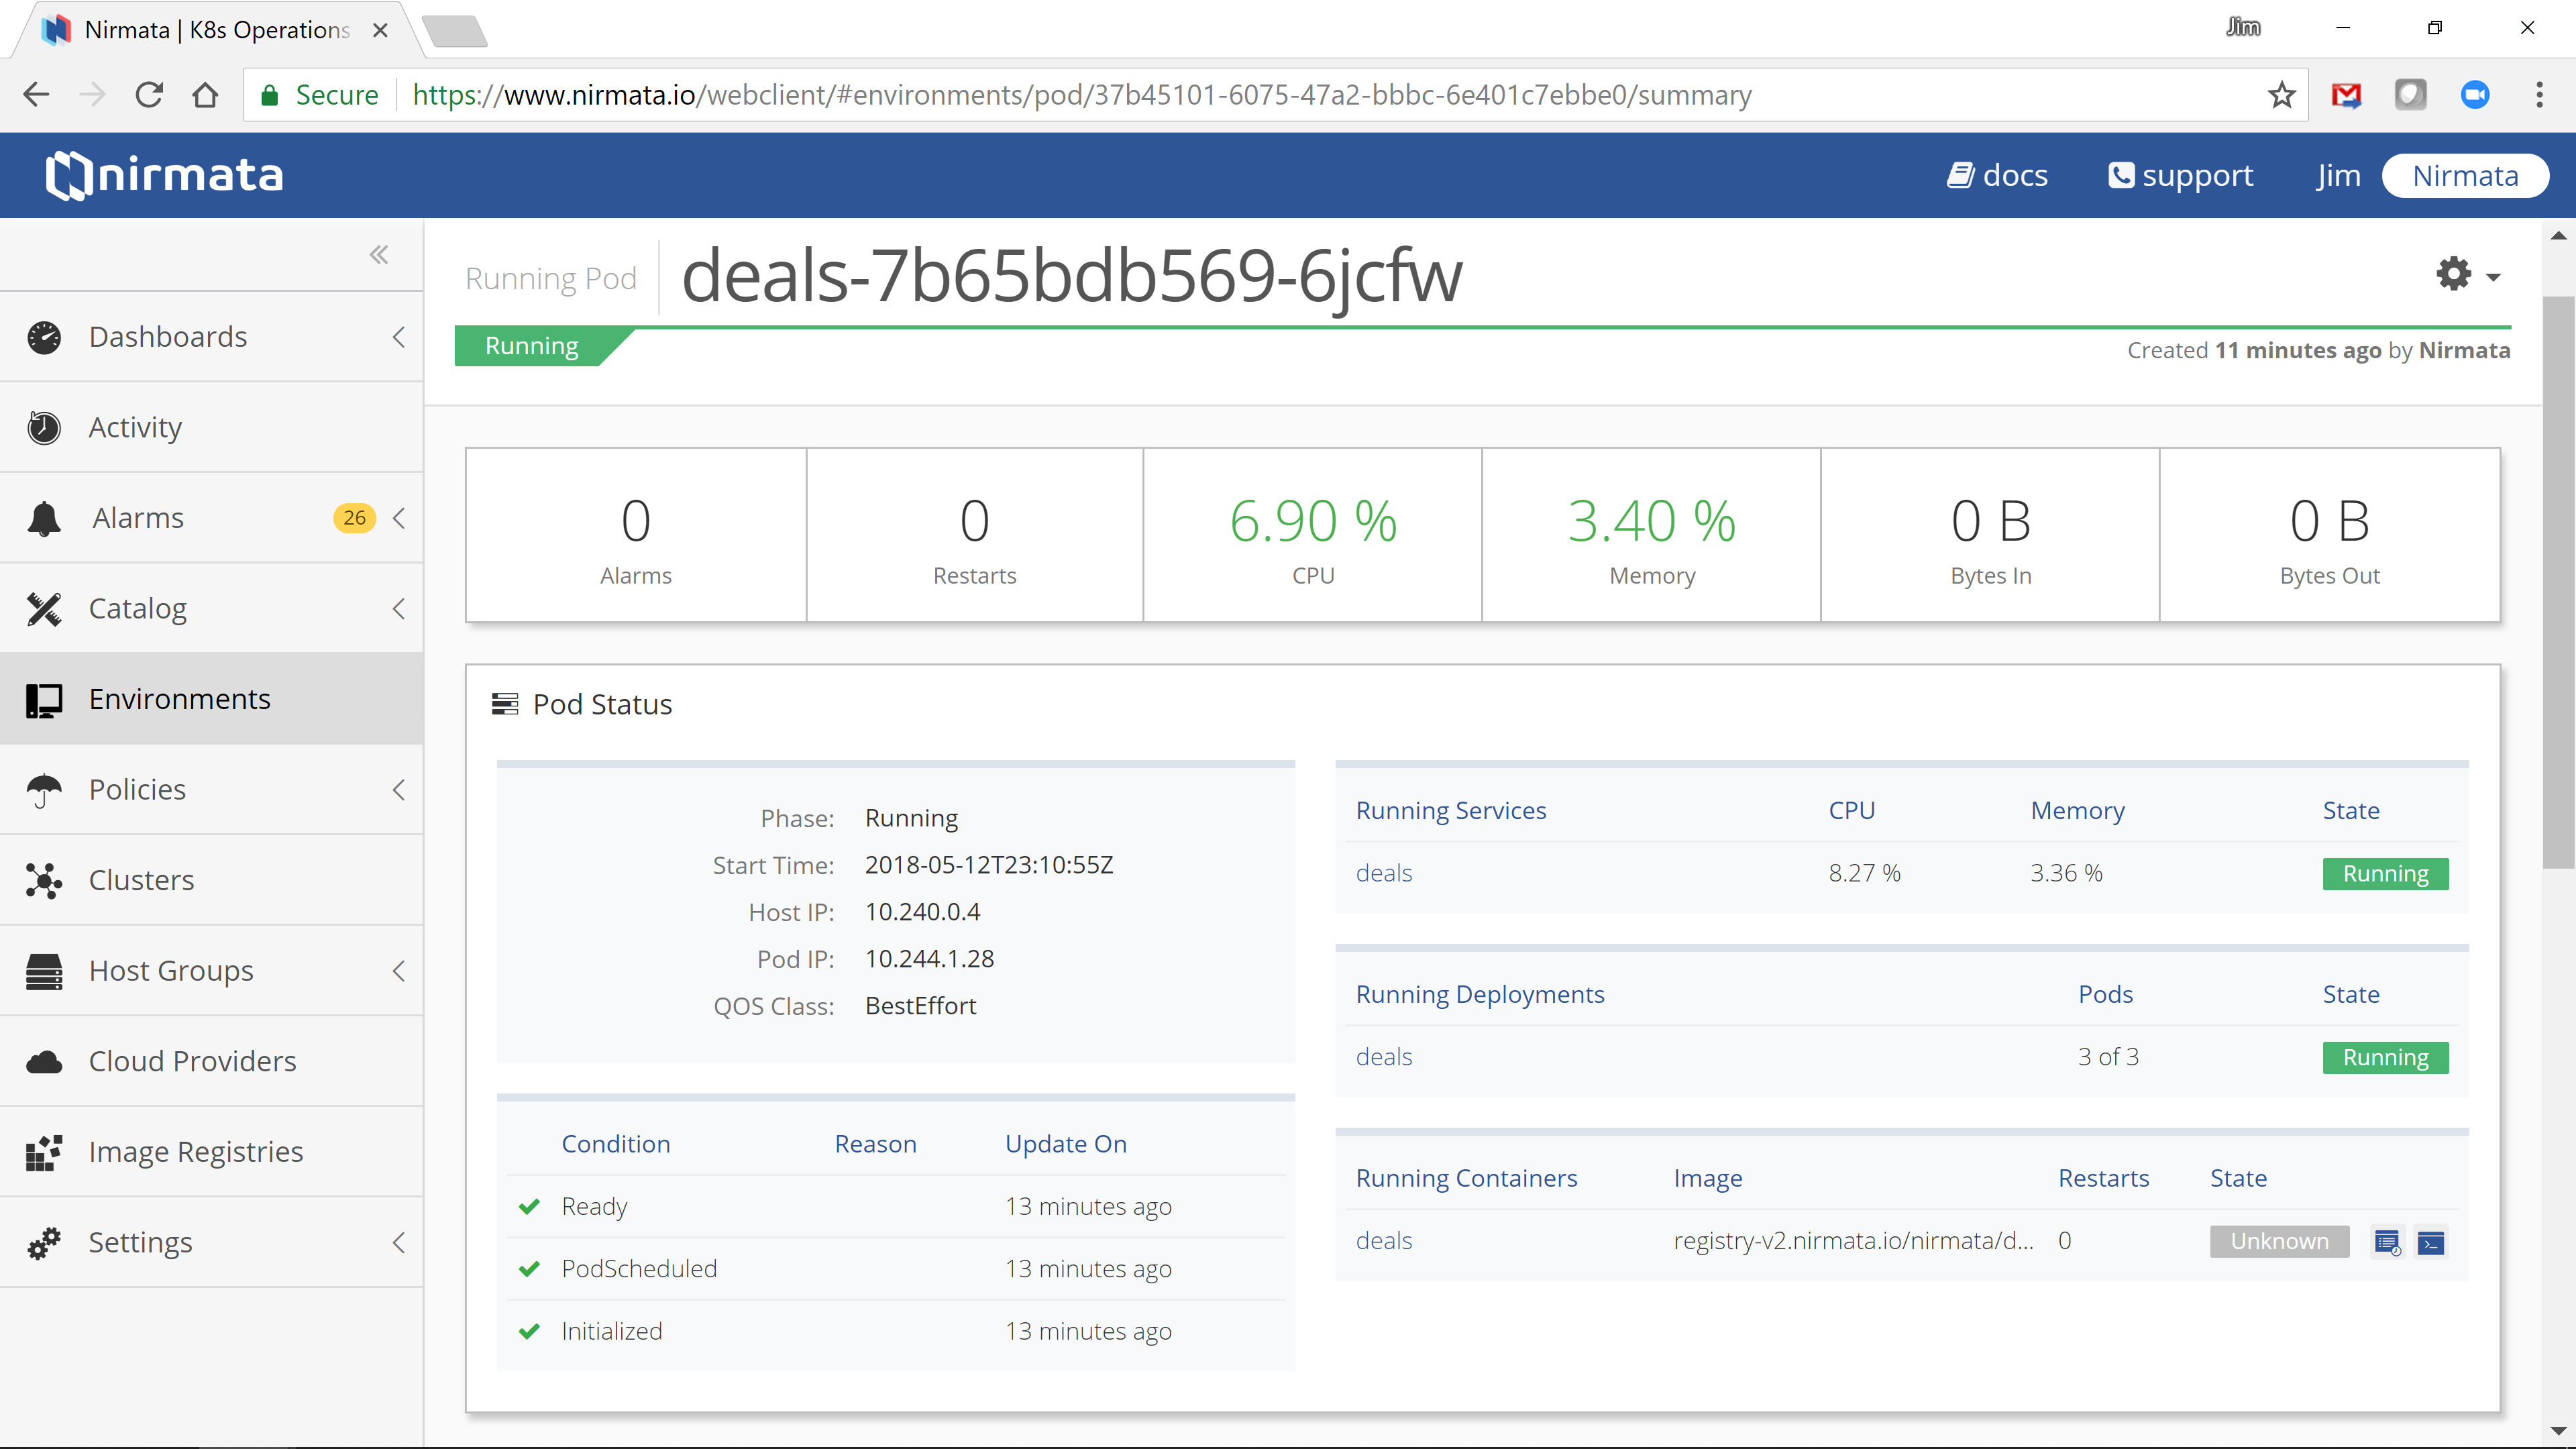 Nirmata | K8s Operations
Jim
Secure
https://www.nirmata.io/webclient/#environments/pod/37b45101-6075-47a2-bbbc-6e401c7ebbe0/summary
nirmata
docs
support
Jim
Nirmata
Dashboards
Activity
Alarms 26
Catalog
Environments
Policies
Clusters
Host Groups
Cloud Providers
Image Registries
Settings
Running Pod
deals-7b65bdb569-6jcfw
Running
Created 11 minutes ago by Nirmata
0
Alarms
0
Restarts
6.90 %
CPU
3.40 %
Memory
0 B
Bytes In
0 B
Bytes Out
Pod Status
Phase: Running
Start Time: 2018-05-12T23:10:55Z
Host IP: 10.240.0.4
Pod IP: 10.244.1.28
QOS Class: BestEffort
Condition Reason Update On
Ready 13 minutes ago
PodScheduled 13 minutes ago
Initialized 13 minutes ago
Running Services CPU Memory State
deals 8.27 % 3.36 % Running
Running Deployments Pods State
deals 3 of 3 Running
Running Containers Image Restarts State
deals registry-v2.nirmata.io/nirmata/d... 0 Unknown